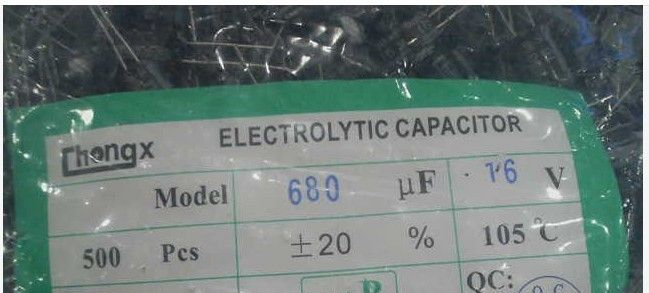 Chongx ELECTROLYTIC CAPACITOR
Model 680 µF 16 V
500 Pcs ±20 % 105 ℃
QC: